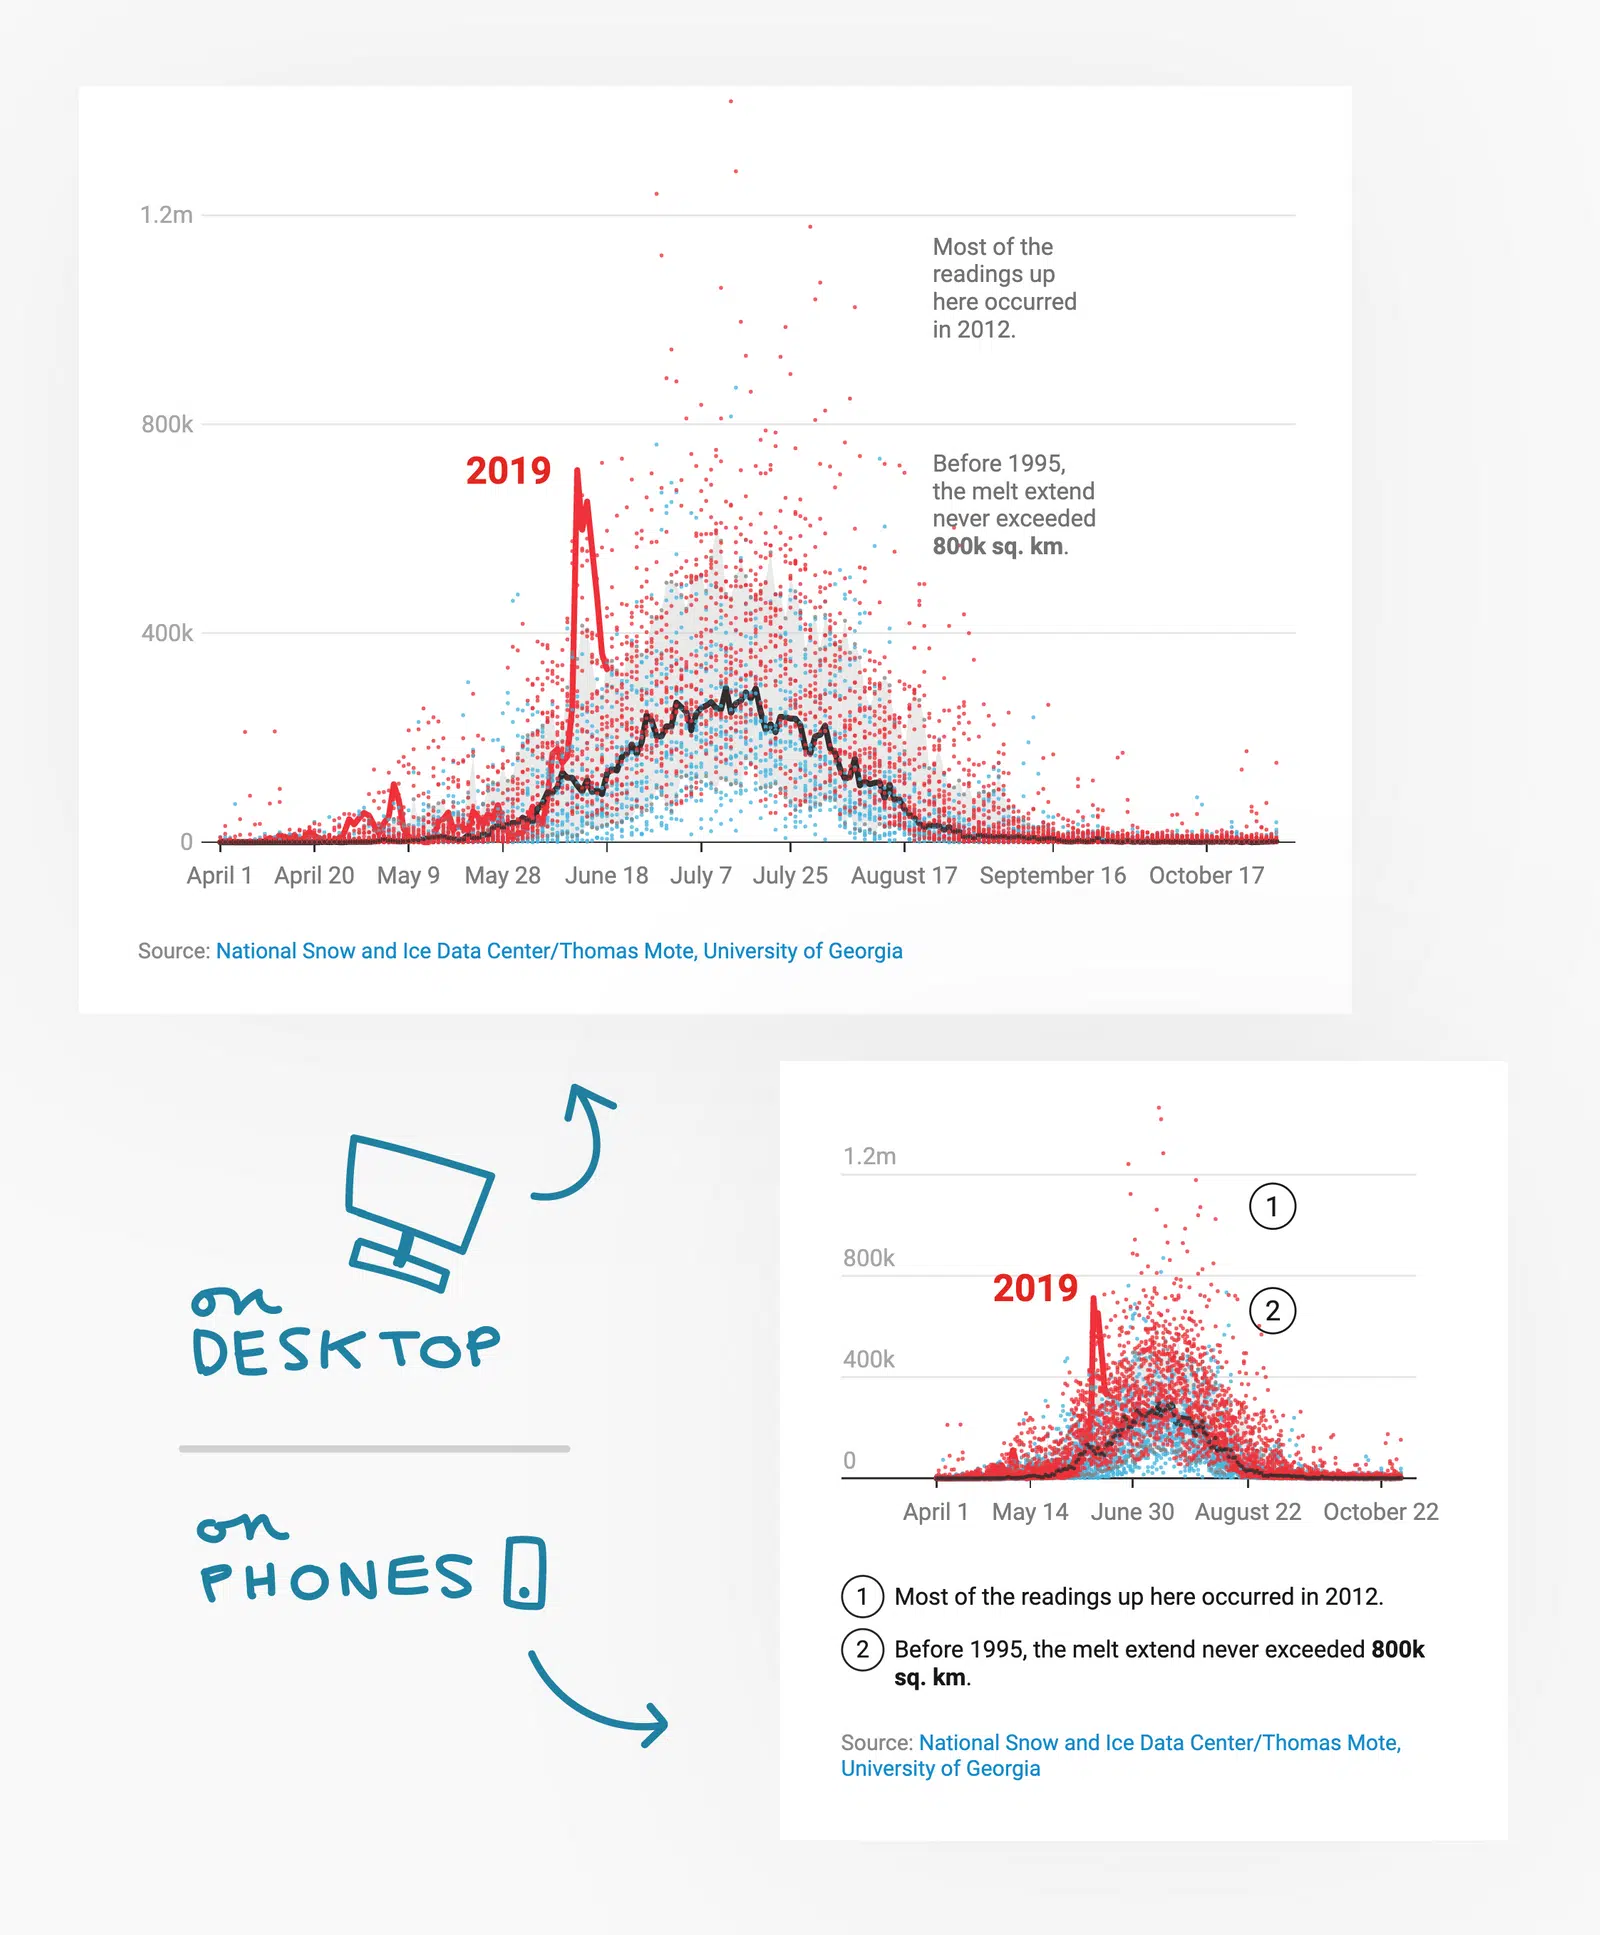 1.2m
Most of the
readings up
here occurred
in 2012.
800k
2019
Before 1995,
the melt extend
never exceeded
800k sq. km.
400k
0
April 1 April 20 May 9 May 28 June 18 July 7 July 25 August 17 September 16 October 17
Source: National Snow and Ice Data Center/Thomas Mote, University of Georgia
on
DESKTOP
on
PHONES
1.2m
1
800k
2019
2
400k
0
April 1 May 14 June 30 August 22 October 22
1 Most of the readings up here occurred in 2012.
2 Before 1995, the melt extend never exceeded 800k
sq. km.
Source: National Snow and Ice Data Center/Thomas Mote,
University of Georgia